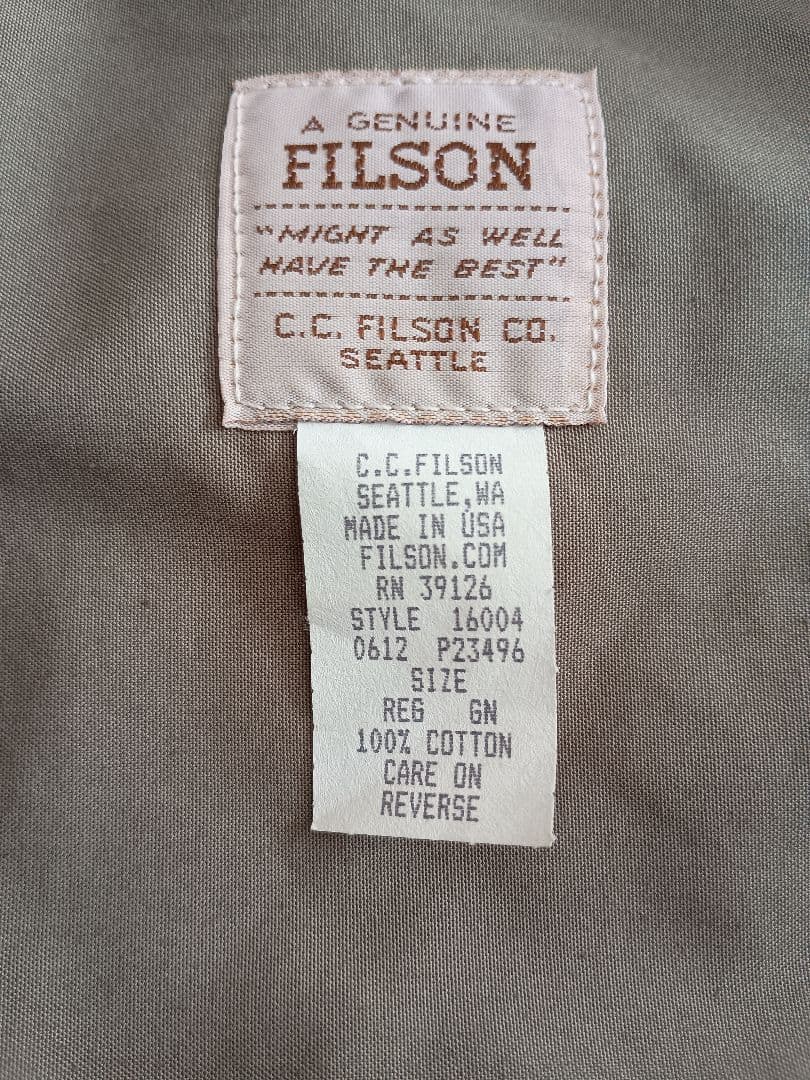 A GENUINE
FILSON
"MIGHT AS WELL
HAVE THE BEST"
C.C. FILSON CO.
SEATTLE
C.C.FILSON
SEATTLE,WA
MADE IN USA
FILSON.COM
RN 39126
STYLE 16004
0612 P23496
SIZE
REG GN
100% COTTON
CARE ON
REVERSE